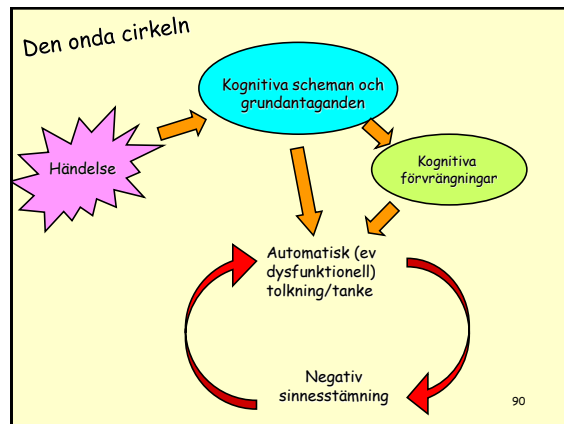 Den onda cirkeln
Kognitiva scheman och
grundantaganden
Händelse
Kognitiva
förvrängningar
Automatisk (ev
dysfunktionell)
tolkning/tanke
Negativ
sinnesstämning
90